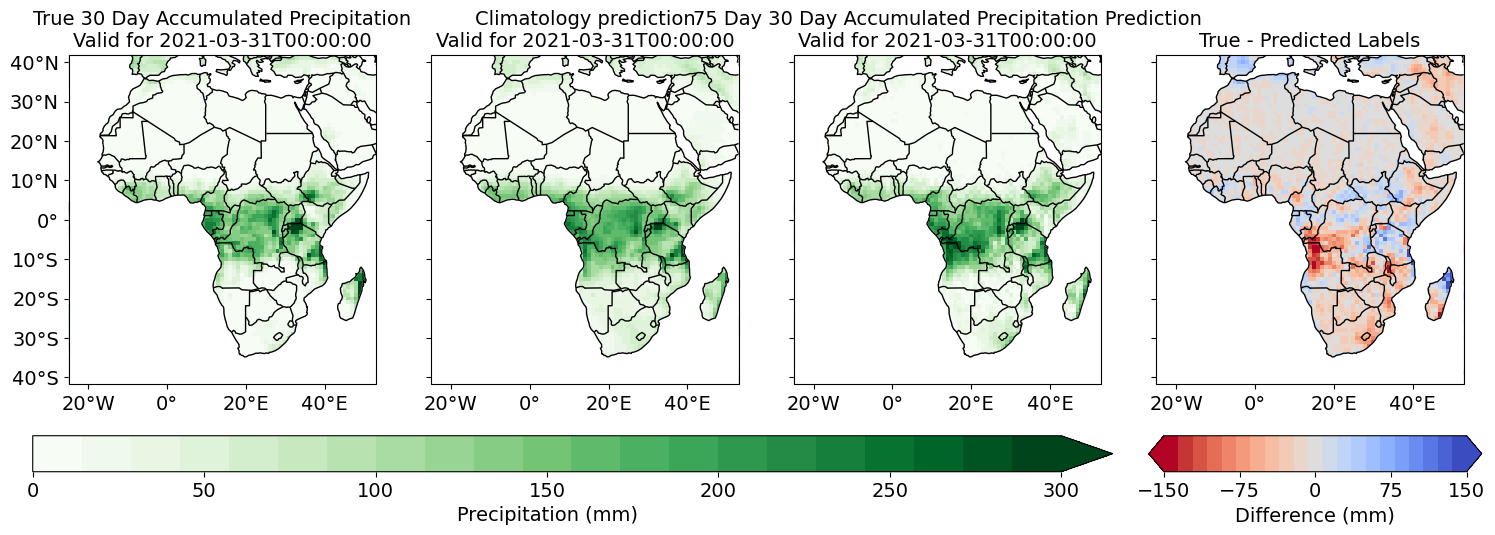 True 30 Day Accumulated Precipitation
Valid for 2021-03-31T00:00:00
Climatology prediction
Valid for 2021-03-31T00:00:00
75 Day 30 Day Accumulated Precipitation Prediction
Valid for 2021-03-31T00:00:00
True - Predicted Labels
40°N
30°N
20°N
10°N
0°
10°S
20°S
30°S
40°S
20°W 0° 20°E 40°E
20°W 0° 20°E 40°E
20°W 0° 20°E 40°E
20°W 0° 20°E 40°E
0 50 100 150 200 250 300
Precipitation (mm)
−150 −75 0 75 150
Difference (mm)